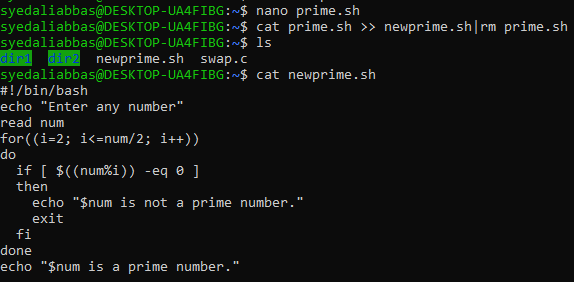 syedaliabbas@DESKTOP-UA4FIBG:~$ nano prime.sh
syedaliabbas@DESKTOP-UA4FIBG:~$ cat prime.sh >> newprime.sh|rm prime.sh
syedaliabbas@DESKTOP-UA4FIBG:~$ ls
dir1  dir2  newprime.sh  swap.c
syedaliabbas@DESKTOP-UA4FIBG:~$ cat newprime.sh
#!/bin/bash
echo "Enter any number"
read num
for((i=2; i<=num/2; i++))
do
  if [ $((num%i)) -eq 0 ]
  then
    echo "$num is not a prime number."
    exit
  fi
done
echo "$num is a prime number."